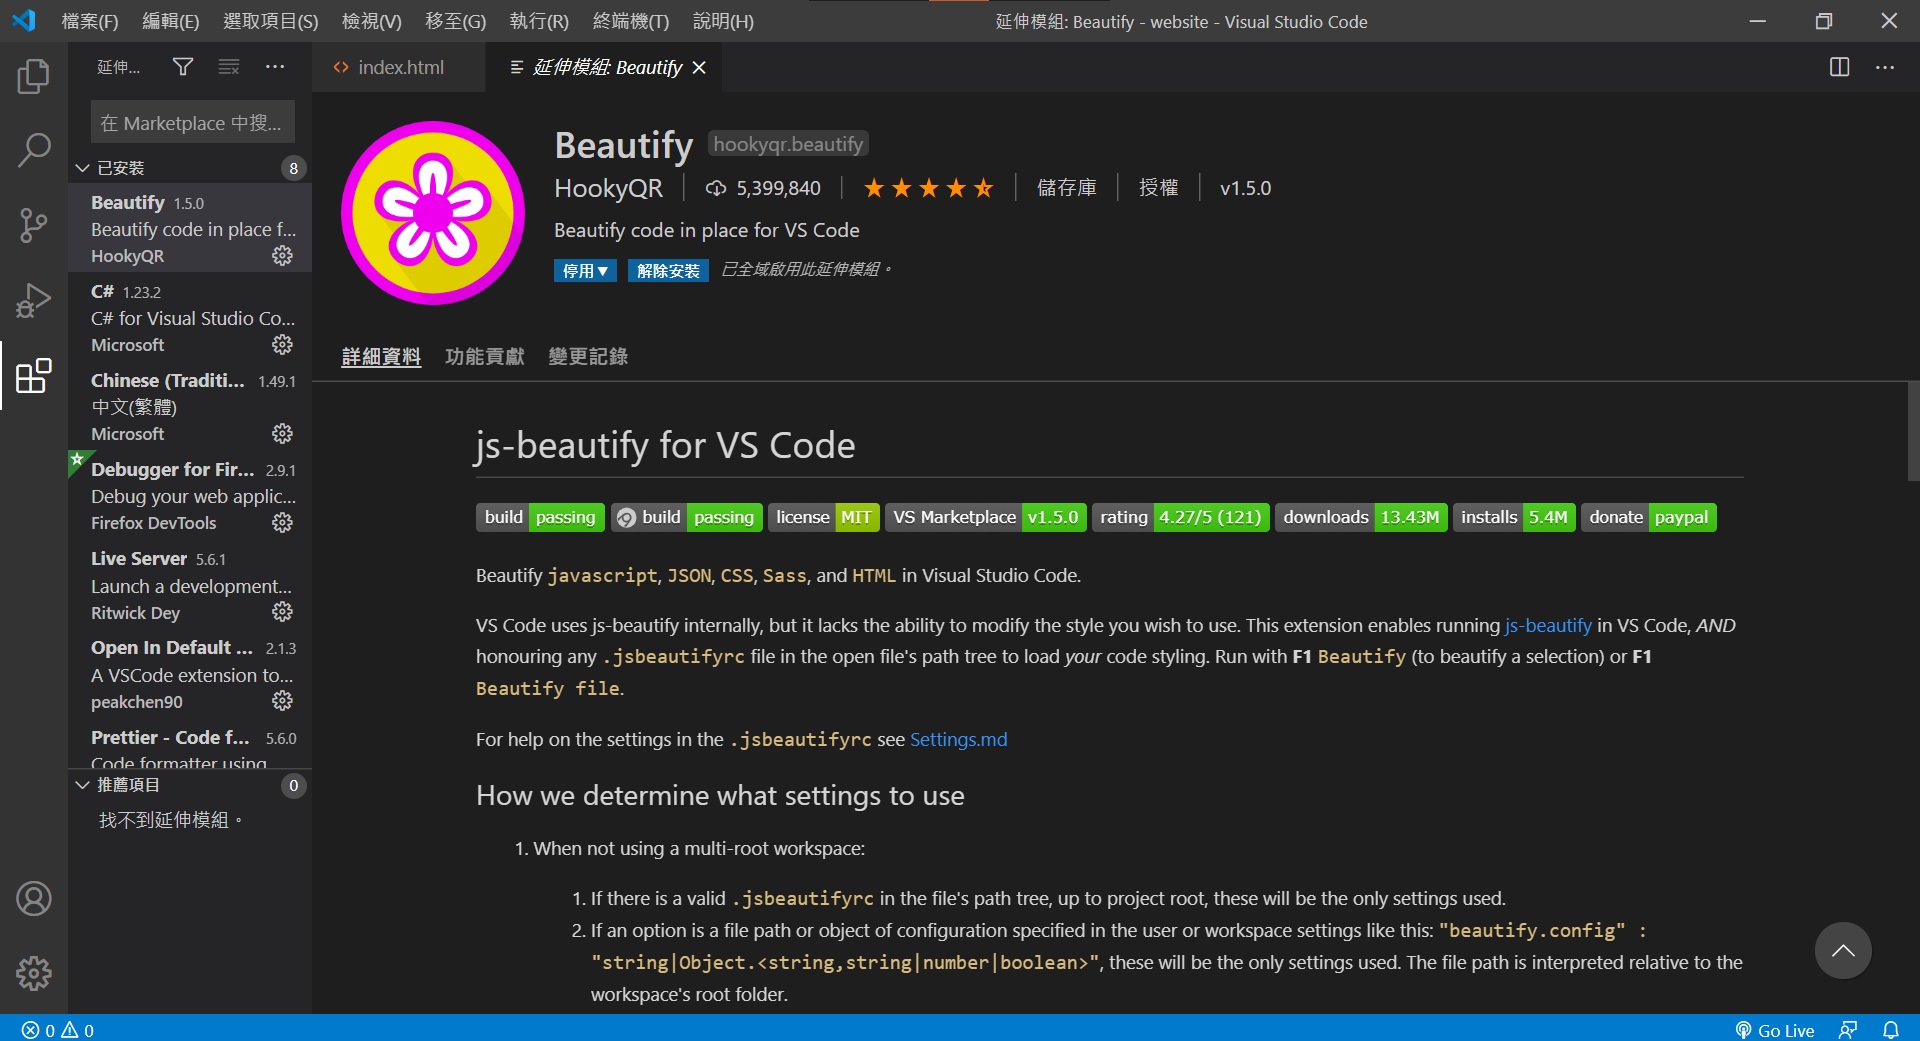 檔案(F) 編輯(E) 選取項目(S) 檢視(V) 移至(G) 執行(R) 終端機(T) 說明(H) 延伸模組: Beautify - website - Visual Studio Code
延伸...
index.html
延伸模組: Beautify
在 Marketplace 中搜...
已安裝 8
Beautify 1.5.0
Beautify code in place f...
HookyQR
C# 1.23.2
C# for Visual Studio Co...
Microsoft
Chinese (Traditi... 1.49.1
中文(繁體)
Microsoft
Debugger for Fir... 2.9.1
Debug your web applic...
Firefox DevTools
Live Server 5.6.1
Launch a development...
Ritwick Dey
Open In Default ... 2.1.3
A VSCode extension to...
peakchen90
Prettier - Code f... 5.6.0
Code formatter using
推薦項目 0
找不到延伸模組。
Beautify hookyqr.beautify
HookyQR 5,399,840 儲存庫 授權 v1.5.0
Beautify code in place for VS Code
停用▼ 解除安裝 已全域啟用此延伸模組。
詳細資料 功能貢獻 變更記錄
js-beautify for VS Code
build passing build passing license MIT VS Marketplace v1.5.0 rating 4.27/5 (121) downloads 13.43M installs 5.4M donate paypal
Beautify javascript, JSON, CSS, Sass, and HTML in Visual Studio Code.
VS Code uses js-beautify internally, but it lacks the ability to modify the style you wish to use. This extension enables running js-beautify in VS Code, AND
honouring any .jsbeautifyrc file in the open file's path tree to load your code styling. Run with F1 Beautify (to beautify a selection) or F1
Beautify file.
For help on the settings in the .jsbeautifyrc see Settings.md
How we determine what settings to use
1. When not using a multi-root workspace:
1. If there is a valid .jsbeautifyrc in the file's path tree, up to project root, these will be the only settings used.
2. If an option is a file path or object of configuration specified in the user or workspace settings like this: "beautify.config" :
"string|Object.<string,string|number|boolean>", these will be the only settings used. The file path is interpreted relative to the
workspace's root folder.
0 0 Go Live